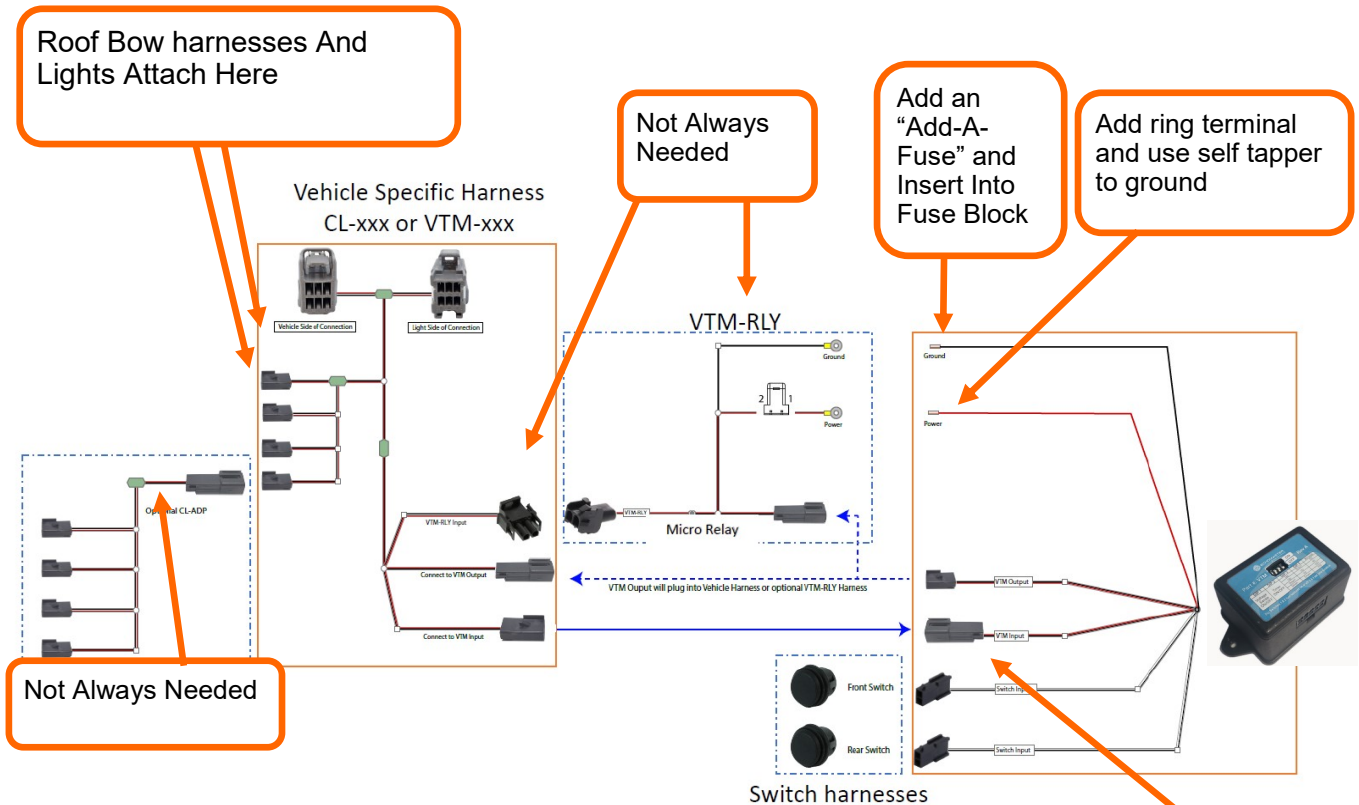 Roof Bow harnesses And
Lights Attach Here
Not Always
Needed
Add an
“Add-A-
Fuse” and
Insert Into
Fuse Block
Add ring terminal
and use self tapper
to ground
Vehicle Specific Harness
CL-xxx or VTM-xxx
Vehicle Side of Connection
Light Side of Connection
VTM-RLY
Ground
2
1
Power
Ground
Power
Optional CL-ADP
VTM-RLY Input
VTM-RLY
Micro Relay
Connect to VTM Output
VTM Ouput will plug into Vehicle Harness or optional VTM-RLY Harness
Connect to VTM Input
VTM Output
VTM Input
Switch Input
Switch Input
Front Switch
Rear Switch
Not Always Needed
Switch harnesses